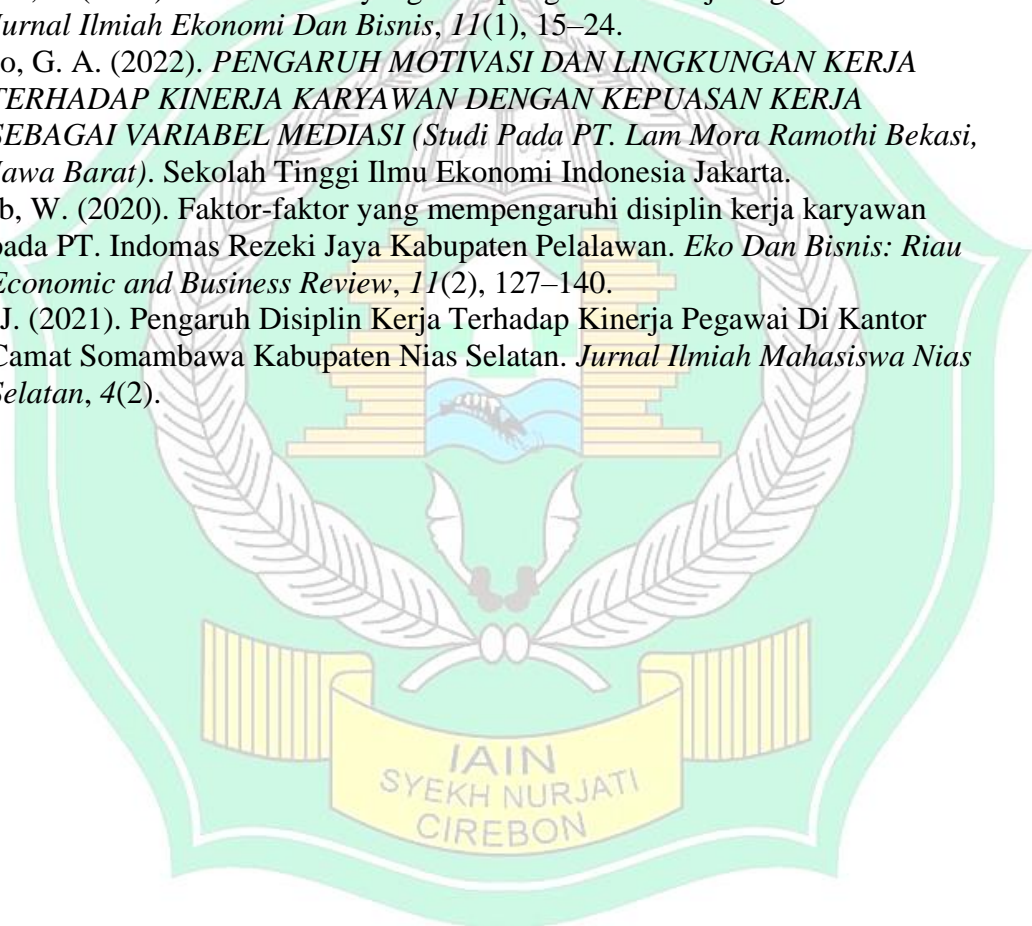 Jurnal Ilmiah Ekonomi Dan Bisnis, 11(1), 15–24.
o, G. A. (2022). PENGARUH MOTIVASI DAN LINGKUNGAN KERJA
TERHADAP KINERJA KARYAWAN DENGAN KEPUASAN KERJA
SEBAGAI VARIABEL MEDIASI (Studi Pada PT. Lam Mora Ramothi Bekasi,
Jawa Barat). Sekolah Tinggi Ilmu Ekonomi Indonesia Jakarta.
b, W. (2020). Faktor-faktor yang mempengaruhi disiplin kerja karyawan
pada PT. Indomas Rezeki Jaya Kabupaten Pelalawan. Eko Dan Bisnis: Riau
Economic and Business Review, 11(2), 127–140.
J. (2021). Pengaruh Disiplin Kerja Terhadap Kinerja Pegawai Di Kantor
Camat Somambawa Kabupaten Nias Selatan. Jurnal Ilmiah Mahasiswa Nias
Selatan, 4(2).
IAIN
SYEKH NURJATI
CIREBON